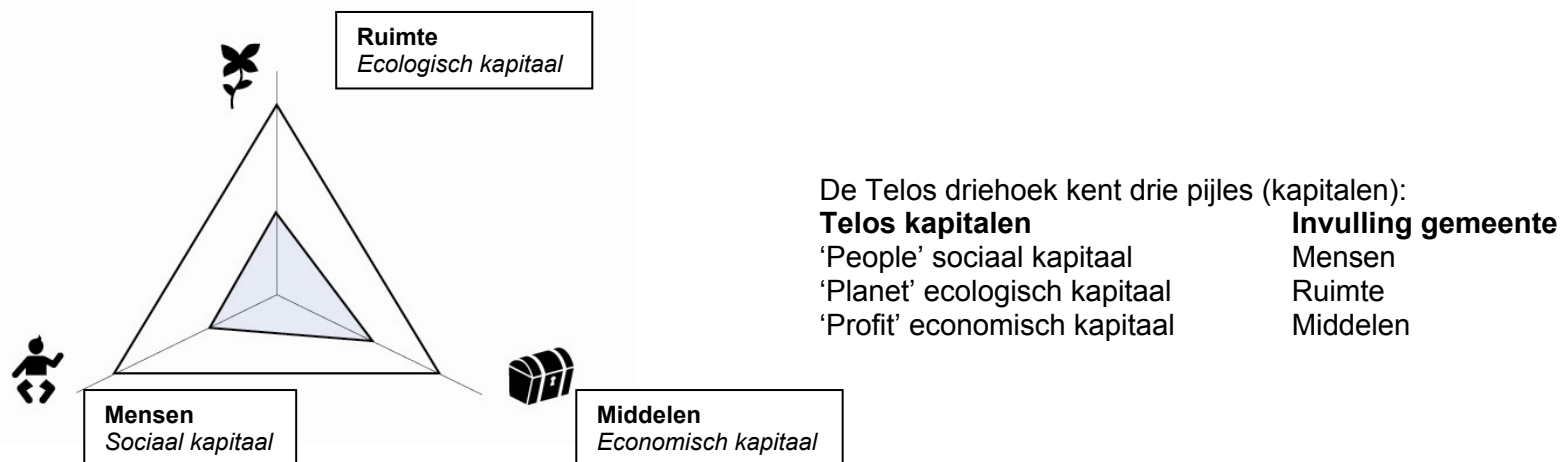 Ruimte
Ecologisch kapitaal
De Telos driehoek kent drie pijles (kapitalen):
Telos kapitalen Invulling gemeente
‘People’ sociaal kapitaal Mensen
‘Planet’ ecologisch kapitaal Ruimte
‘Profit’ economisch kapitaal Middelen
Mensen
Sociaal kapitaal
Middelen
Economisch kapitaal